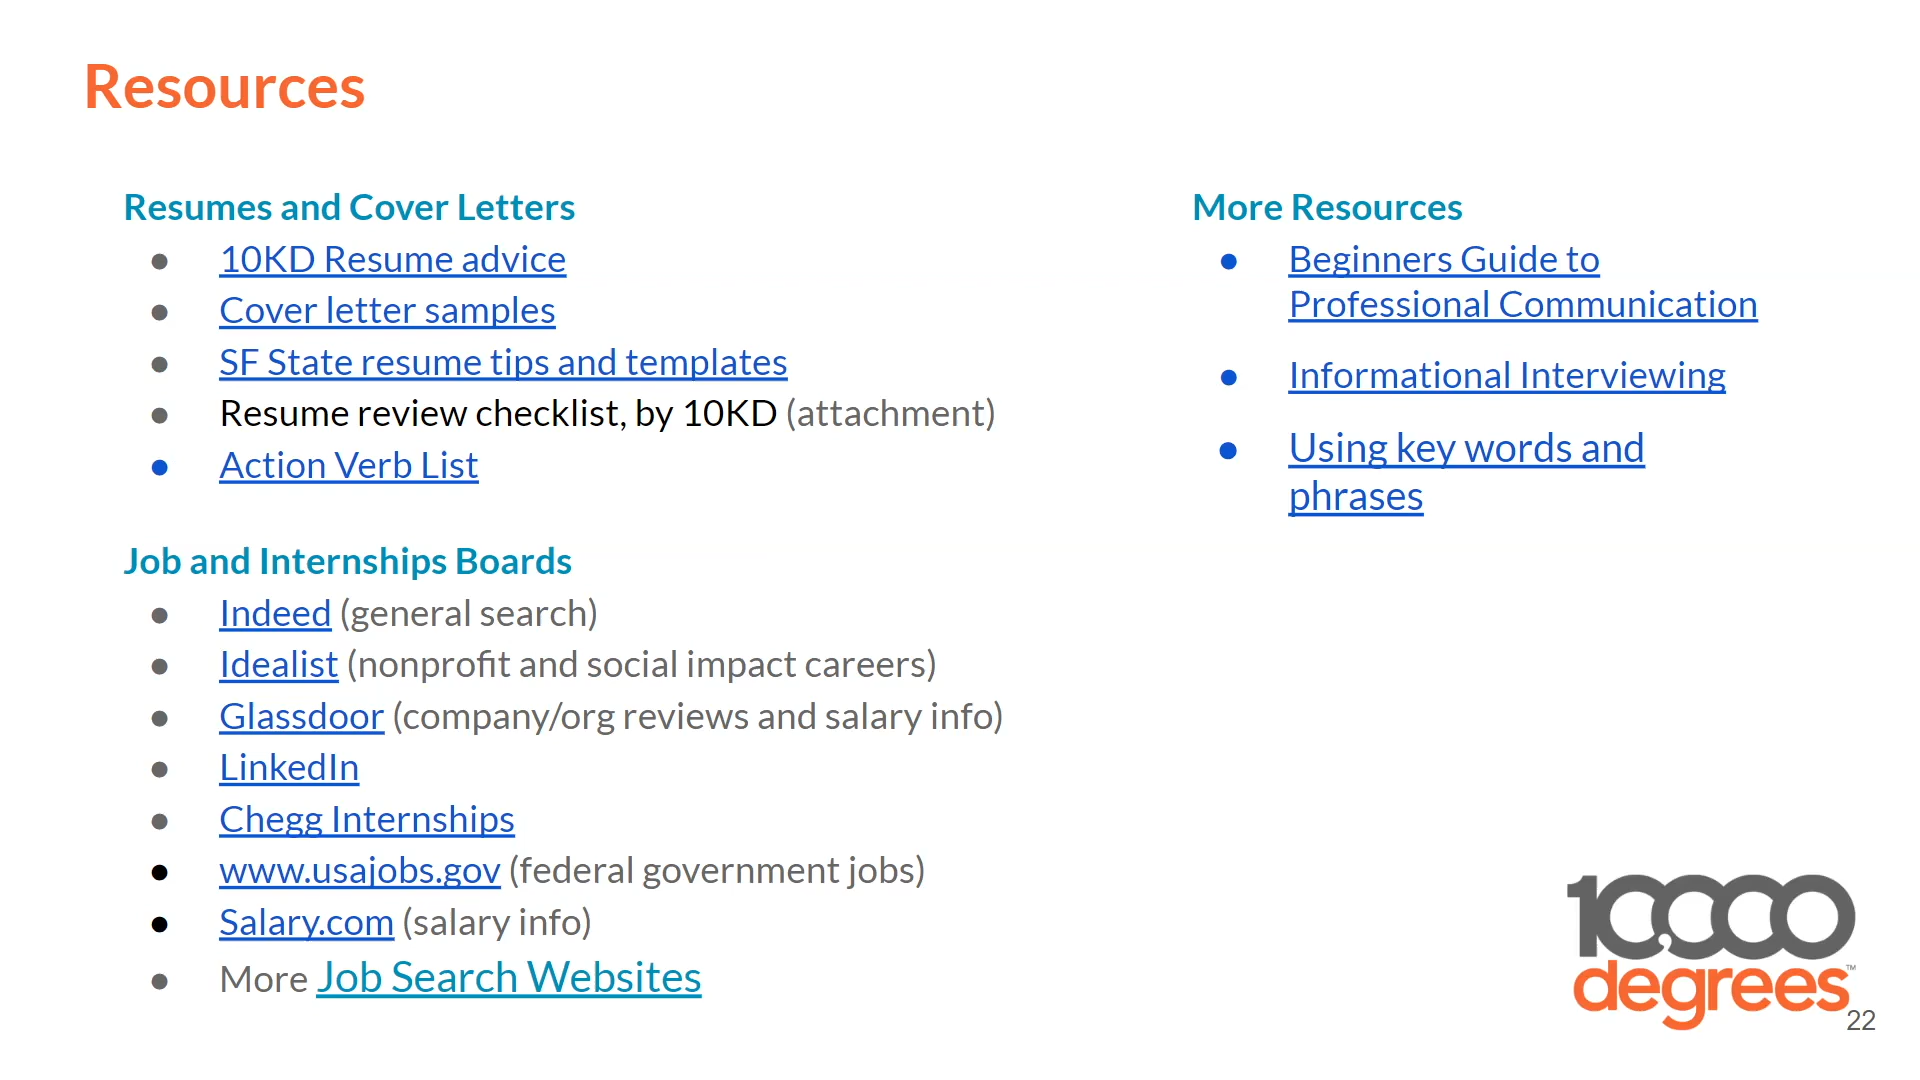 Resources
Resumes and Cover Letters
● 10KD Resume advice
● Cover letter samples
● SF State resume tips and templates
● Resume review checklist, by 10KD (attachment)
● Action Verb List
Job and Internships Boards
● Indeed (general search)
● Idealist (nonprofit and social impact careers)
● Glassdoor (company/org reviews and salary info)
● LinkedIn
● Chegg Internships
● www.usajobs.gov (federal government jobs)
● Salary.com (salary info)
● More Job Search Websites
More Resources
● Beginners Guide to
Professional Communication
● Informational Interviewing
● Using key words and
phrases
10,000
degrees™
22